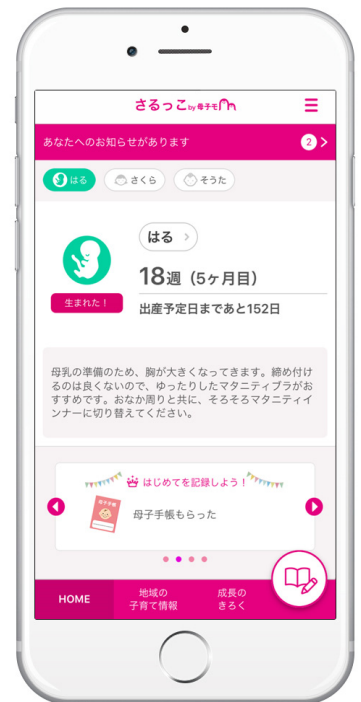 さるっこ by 母子モ
あなたへのお知らせがあります 2
はる さくら そうた
はる
18週（5ヶ月目）
生まれた！
出産予定日まであと152日
母乳の準備のため、胸が大きくなってきます。締め付け
るのは良くないので、ゆったりしたマタニティブラがお
すすめです。おなか周りと共に、そろそろマタニティイ
ンナーに切り替えてください。
はじめてを記録しよう！
母子手帳
母子手帳もらった
HOME
地域の
子育て情報
成長の
きろく